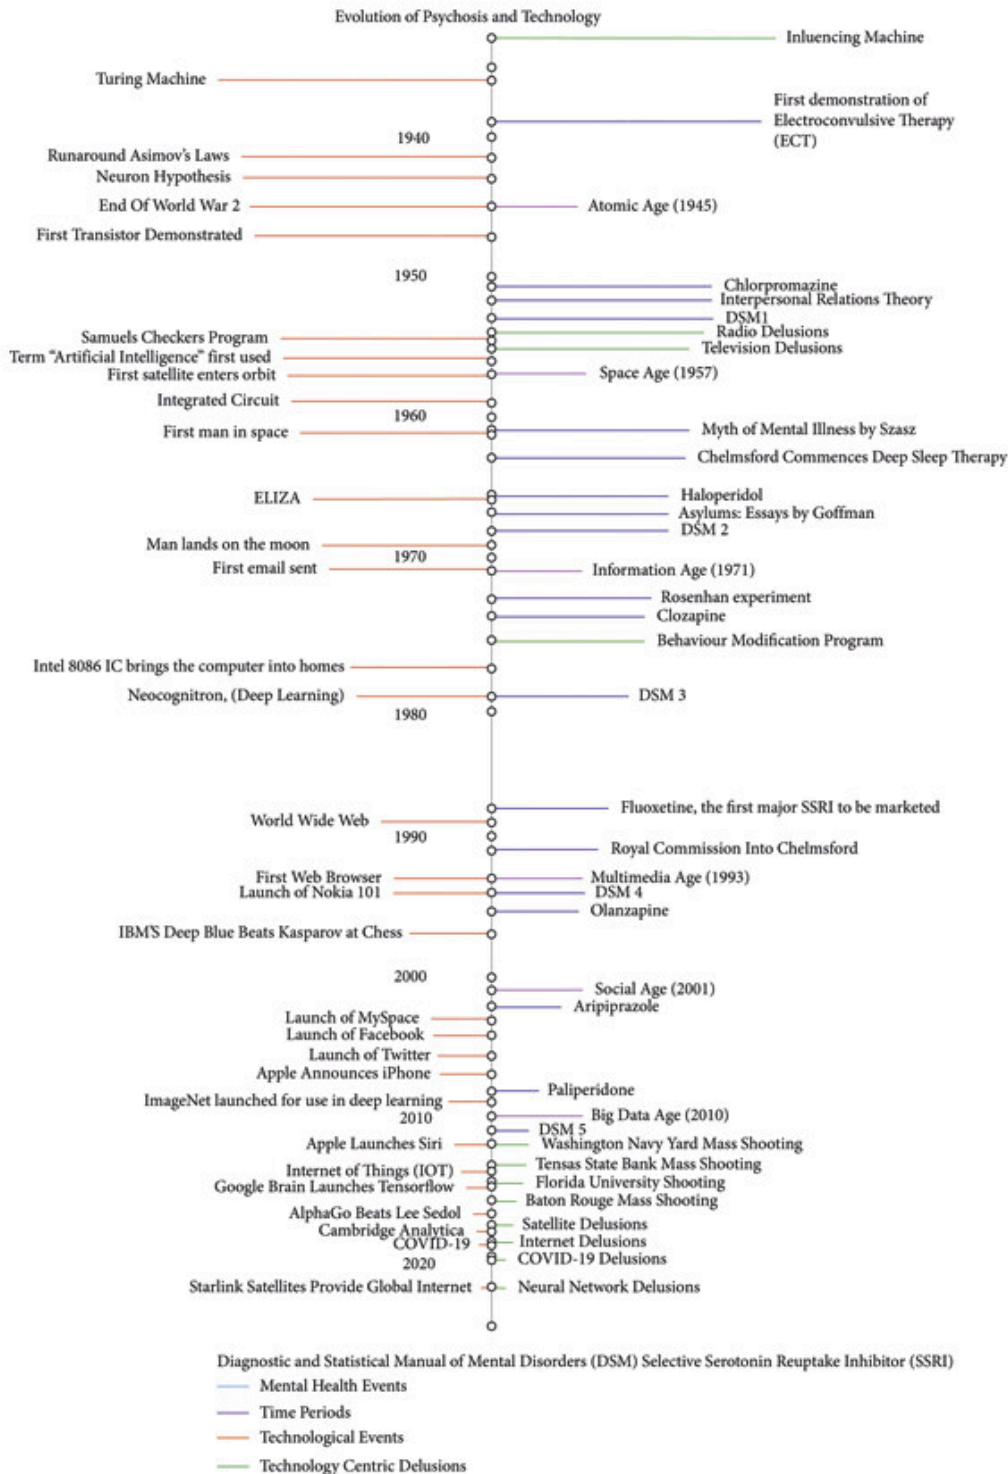 Evolution of Psychosis and Technology
Inluencing Machine
Turing Machine
First demonstration of
Electroconvulsive Therapy
(ECT)
1940
Runaround Asimov's Laws
Neuron Hypothesis
End Of World War 2
Atomic Age (1945)
First Transistor Demonstrated
1950
Chlorpromazine
Interpersonal Relations Theory
DSM1
Radio Delusions
Samuels Checkers Program
Television Delusions
Term “Artificial Intelligence” first used
First satellite enters orbit
Space Age (1957)
Integrated Circuit
1960
Myth of Mental Illness by Szasz
First man in space
Chelmsford Commences Deep Sleep Therapy
Haloperidol
ELIZA
Asylums: Essays by Goffman
DSM 2
Man lands on the moon
1970
First email sent
Information Age (1971)
Rosenhan experiment
Clozapine
Behaviour Modification Program
Intel 8086 IC brings the computer into homes
Neocognitron, (Deep Learning)
DSM 3
1980
Fluoxetine, the first major SSRI to be marketed
World Wide Web
1990
Royal Commission Into Chelmsford
First Web Browser
Multimedia Age (1993)
Launch of Nokia 101
DSM 4
Olanzapine
IBM'S Deep Blue Beats Kasparov at Chess
2000
Social Age (2001)
Aripiprazole
Launch of MySpace
Launch of Facebook
Launch of Twitter
Apple Announces iPhone
Paliperidone
ImageNet launched for use in deep learning
2010
Big Data Age (2010)
DSM 5
Apple Launches Siri
Washington Navy Yard Mass Shooting
Tensas State Bank Mass Shooting
Internet of Things (IOT)
Florida University Shooting
Google Brain Launches Tensorflow
Baton Rouge Mass Shooting
AlphaGo Beats Lee Sedol
Satellite Delusions
Cambridge Analytica
Internet Delusions
COVID-19
COVID-19 Delusions
2020
Starlink Satellites Provide Global Internet
Neural Network Delusions
Diagnostic and Statistical Manual of Mental Disorders (DSM) Selective Serotonin Reuptake Inhibitor (SSRI)
Mental Health Events
Time Periods
Technological Events
Technology Centric Delusions